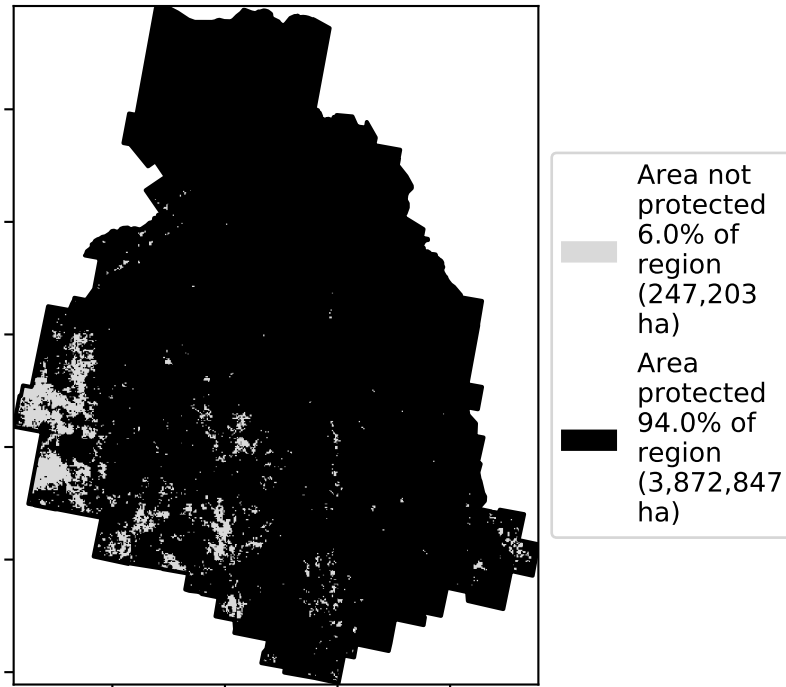 Area not
protected
6.0% of
region
(247,203
ha)
Area
protected
94.0% of
region
(3,872,847
ha)